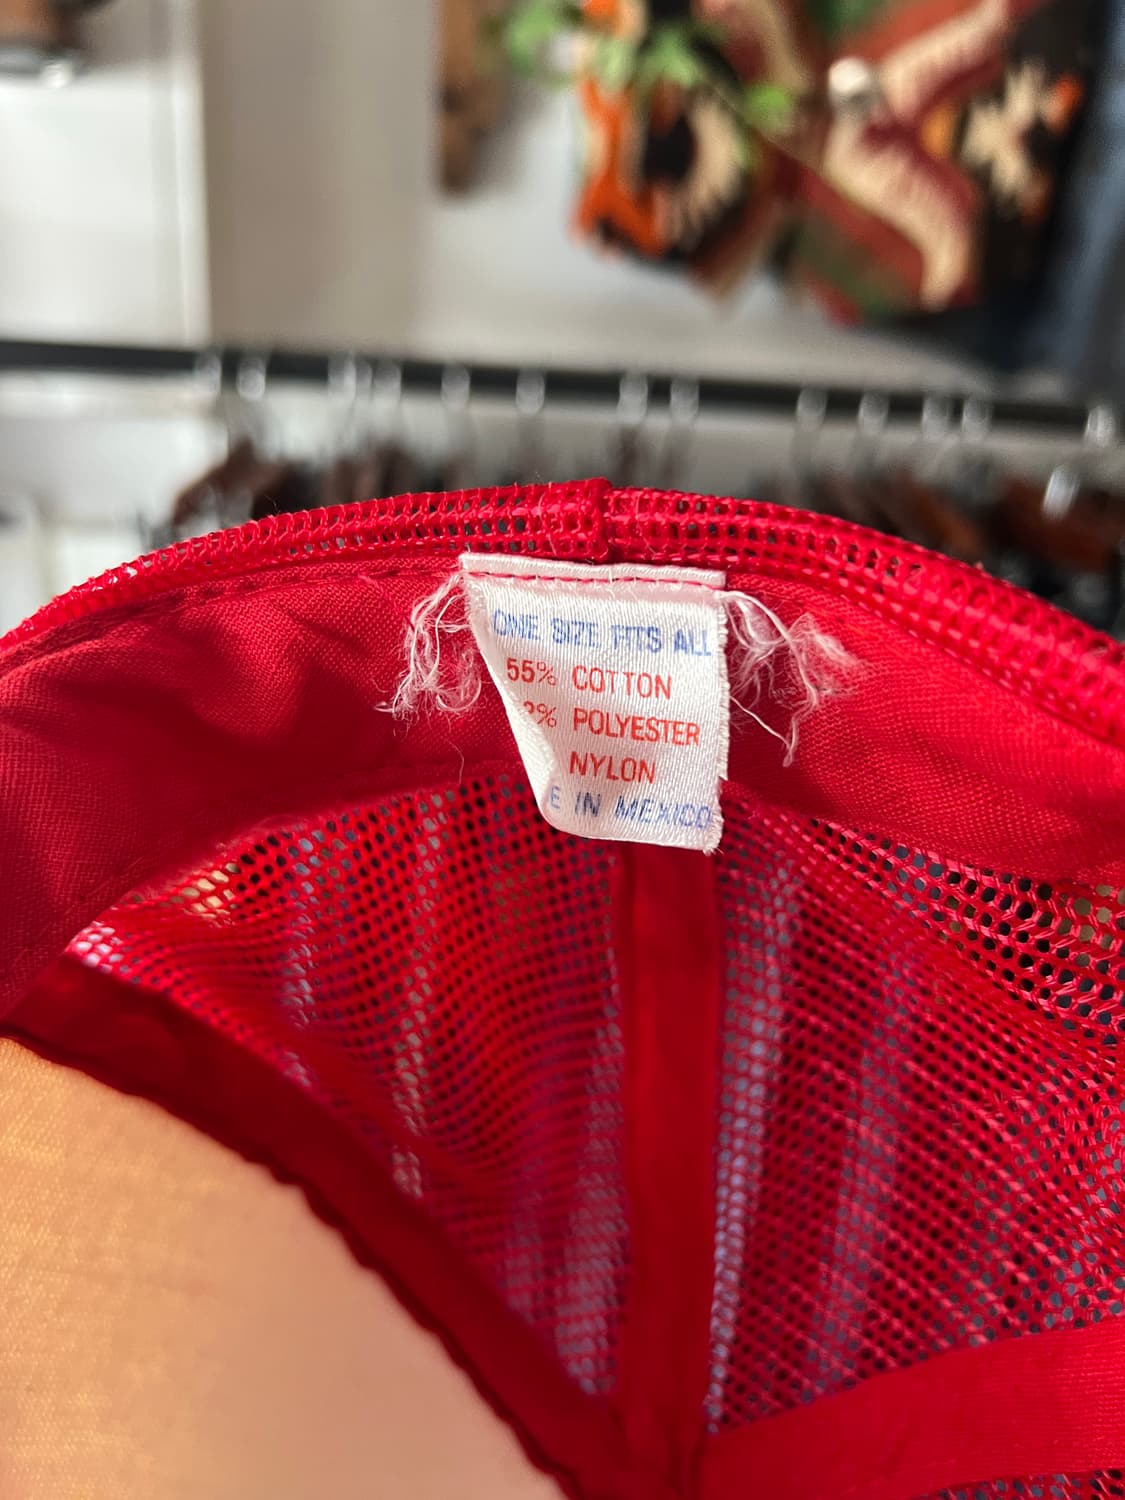 ONE SIZE FITS ALL
55% COTTON
% POLYESTER
NYLON
E IN MEXICO